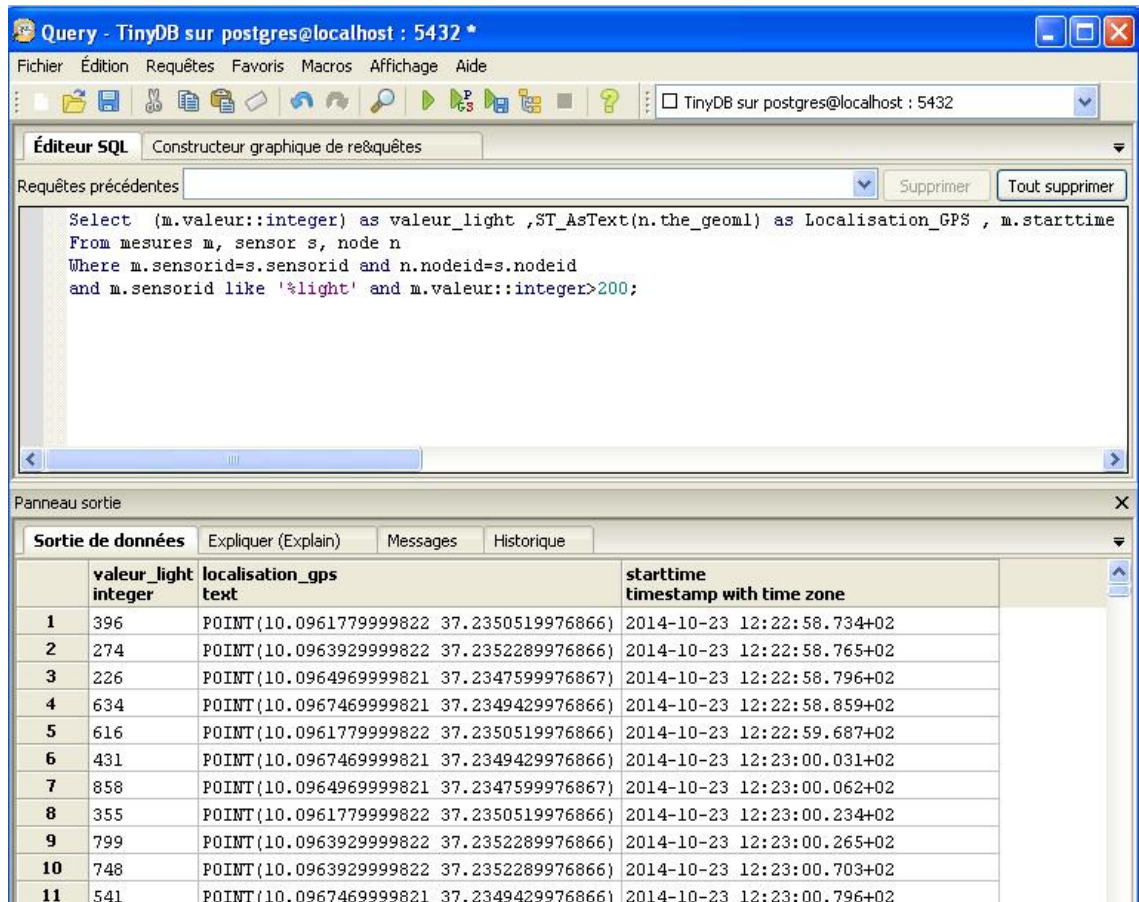 Query - TinyDB sur postgres@localhost : 5432 *
Fichier Édition Requêtes Favoris Macros Affichage Aide
TinyDB sur postgres@localhost : 5432
Éditeur SQL Constructeur graphique de re&quêtes
Requêtes précédentes Supprimer Tout supprimer
Select (m.valeur::integer) as valeur_light ,ST_AsText(n.the_geoml) as Localisation_GPS , m.starttime
From mesures m, sensor s, node n
Where m.sensorid=s.sensorid and n.nodeid=s.nodeid
and m.sensorid like '%light' and m.valeur::integer>200;
Panneau sortie
Sortie de données Expliquer (Explain) Messages Historique
valeur_light localisation_gps starttime
integer text timestamp with time zone
1 396 POINT(10.0961779999822 37.2350519976866) 2014-10-23 12:22:58.734+02
2 274 POINT(10.0963929999822 37.2352289976866) 2014-10-23 12:22:58.765+02
3 226 POINT(10.0964969999821 37.2347599976867) 2014-10-23 12:22:58.796+02
4 634 POINT(10.0967469999821 37.2349429976866) 2014-10-23 12:22:58.859+02
5 616 POINT(10.0961779999822 37.2350519976866) 2014-10-23 12:22:59.687+02
6 431 POINT(10.0967469999821 37.2349429976866) 2014-10-23 12:23:00.031+02
7 858 POINT(10.0964969999821 37.2347599976867) 2014-10-23 12:23:00.062+02
8 355 POINT(10.0961779999822 37.2350519976866) 2014-10-23 12:23:00.234+02
9 799 POINT(10.0963929999822 37.2352289976866) 2014-10-23 12:23:00.265+02
10 748 POINT(10.0963929999822 37.2352289976866) 2014-10-23 12:23:00.703+02
11 541 POINT(10.0967469999821 37.2349429976866) 2014-10-23 12:23:00.796+02